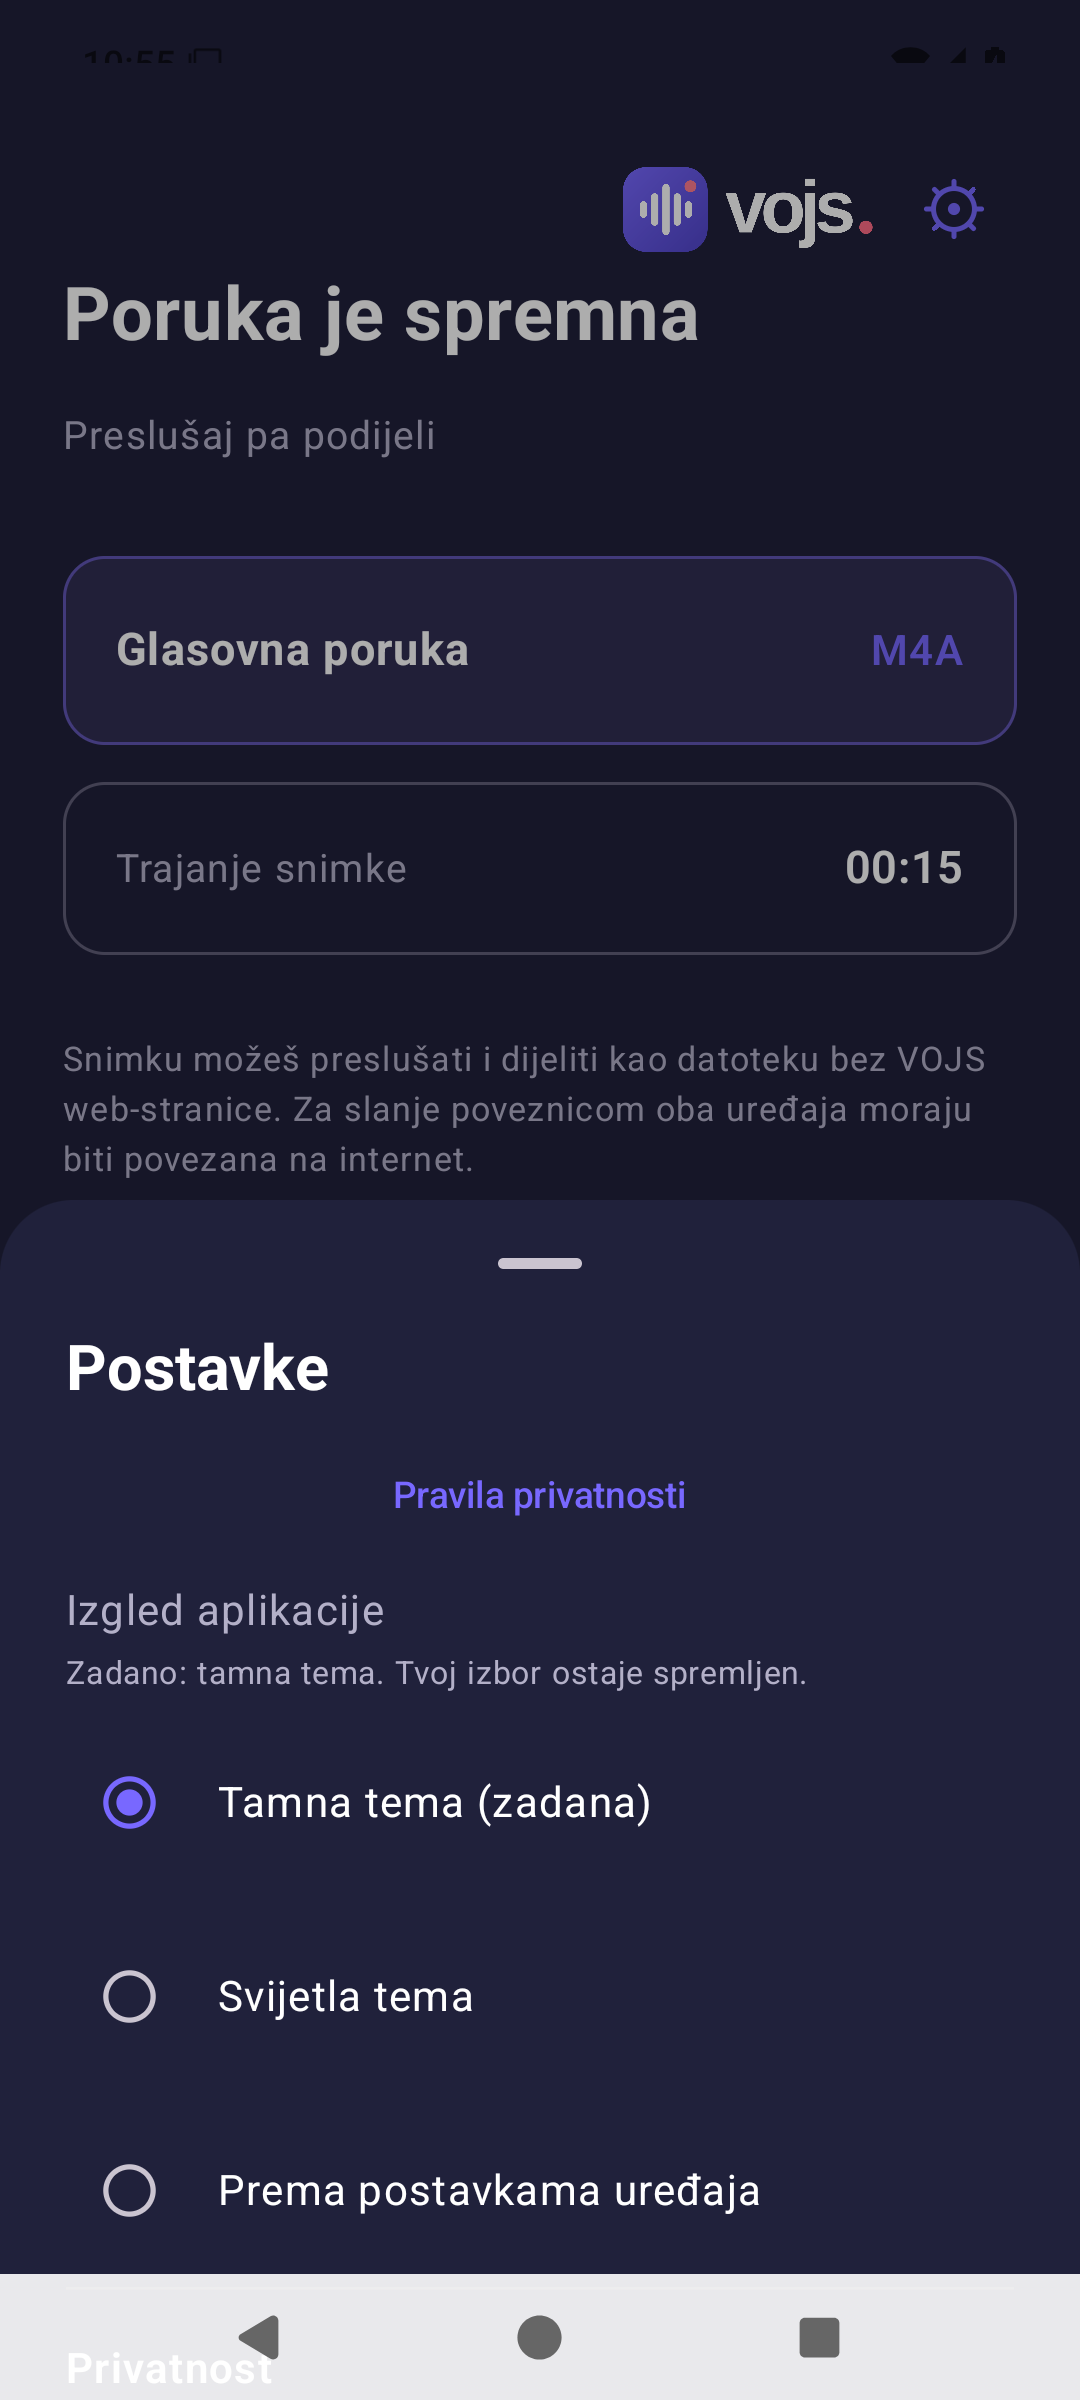 vojs.
Poruka je spremna
Preslušaj pa podijeli
Glasovna poruka
M4A
Trajanje snimke
00:15
Snimku možeš preslušati i dijeliti kao datoteku bez VOJS
web-stranice. Za slanje poveznicom oba uređaja moraju
biti povezana na internet.
Postavke
Pravila privatnosti
Izgled aplikacije
Zadano: tamna tema. Tvoj izbor ostaje spremljen.
Tamna tema (zadana)
Svijetla tema
Prema postavkama uređaja
Privatnost